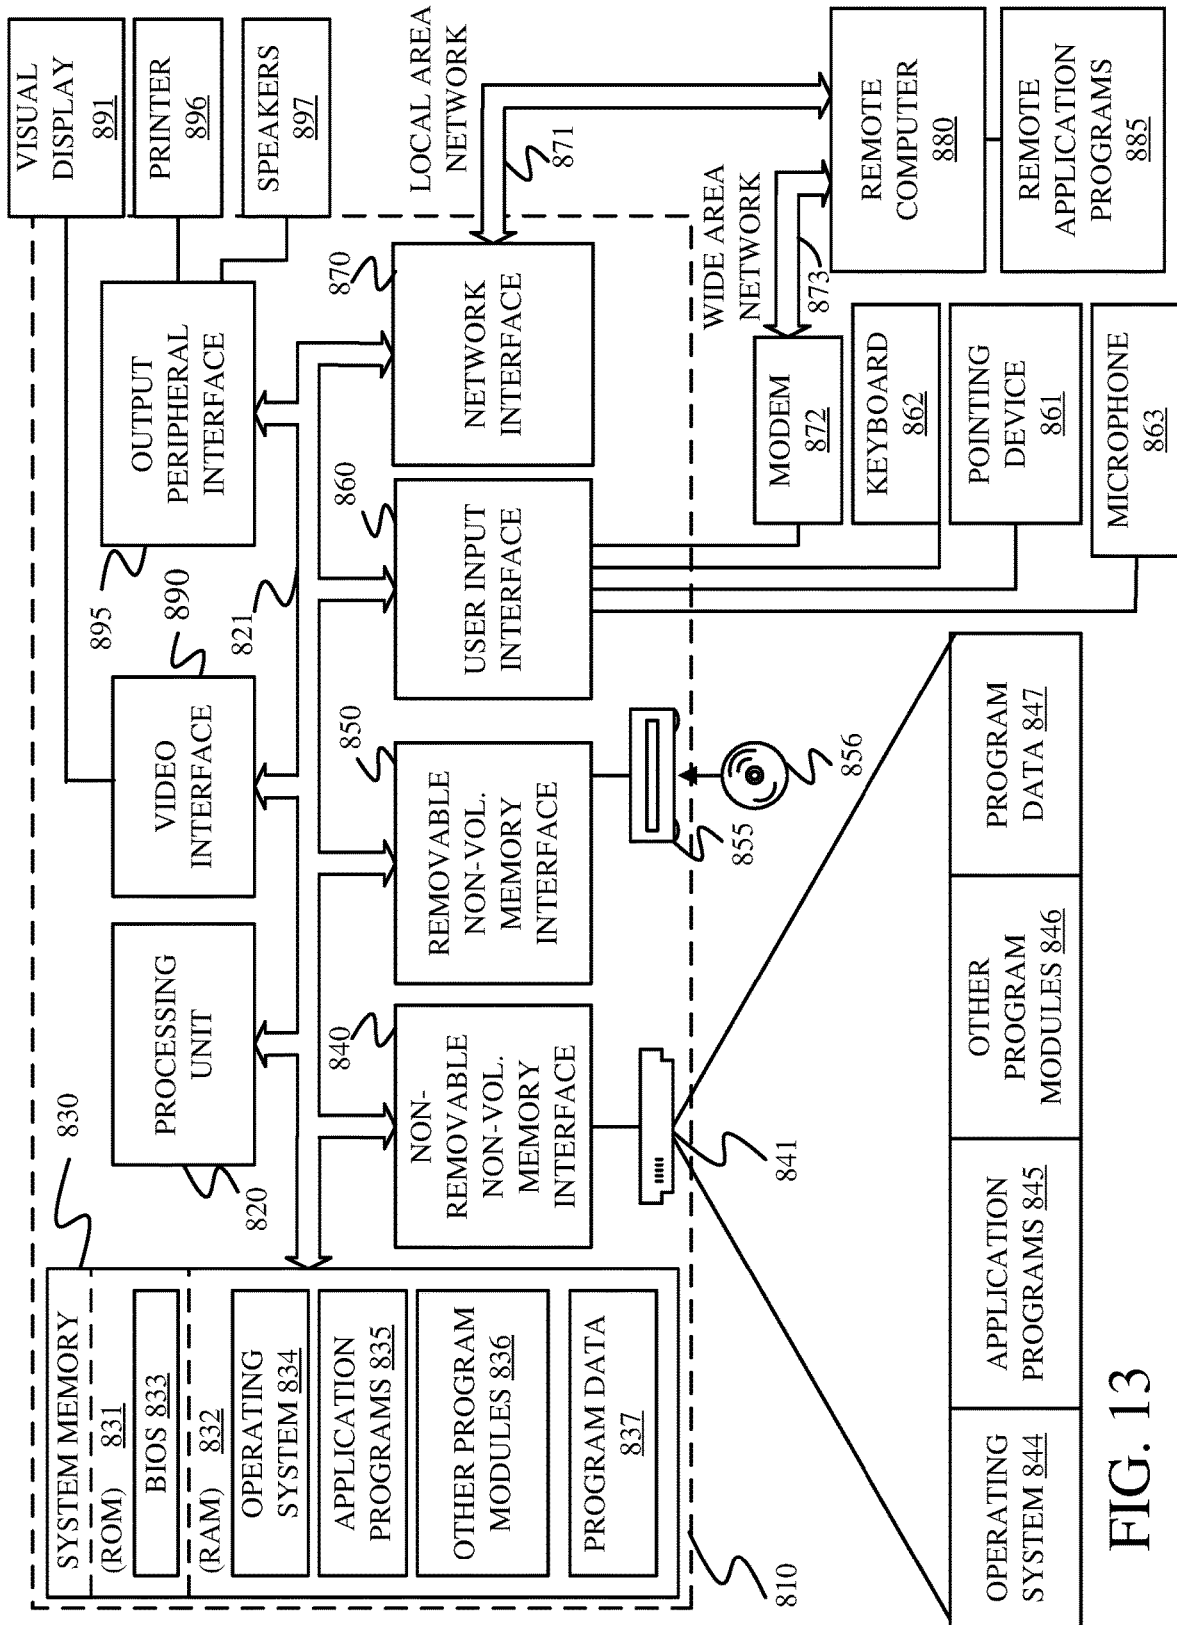 SYSTEM MEMORY
(ROM) 831
BIOS 833
(RAM) 832
OPERATING
SYSTEM 834
APPLICATION
PROGRAMS 835
OTHER PROGRAM
MODULES 836
PROGRAM DATA
837
830
PROCESSING
UNIT
820
VIDEO
INTERFACE
890
OUTPUT
PERIPHERAL
INTERFACE
895
821
VISUAL
DISPLAY
891
PRINTER
896
SPEAKERS
897
NON-
REMOVABLE
NON-VOL.
MEMORY
INTERFACE
840
REMOVABLE
NON-VOL.
MEMORY
INTERFACE
850
USER INPUT
INTERFACE
860
NETWORK
INTERFACE
870
LOCAL AREA
NETWORK
871
WIDE AREA
NETWORK
873
810
841
855
856
MODEM
872
KEYBOARD
862
POINTING
DEVICE
861
MICROPHONE
863
REMOTE
COMPUTER
880
REMOTE
APPLICATION
PROGRAMS
885
OPERATING
SYSTEM 844
APPLICATION
PROGRAMS 845
OTHER
PROGRAM
MODULES 846
PROGRAM
DATA 847
FIG. 13